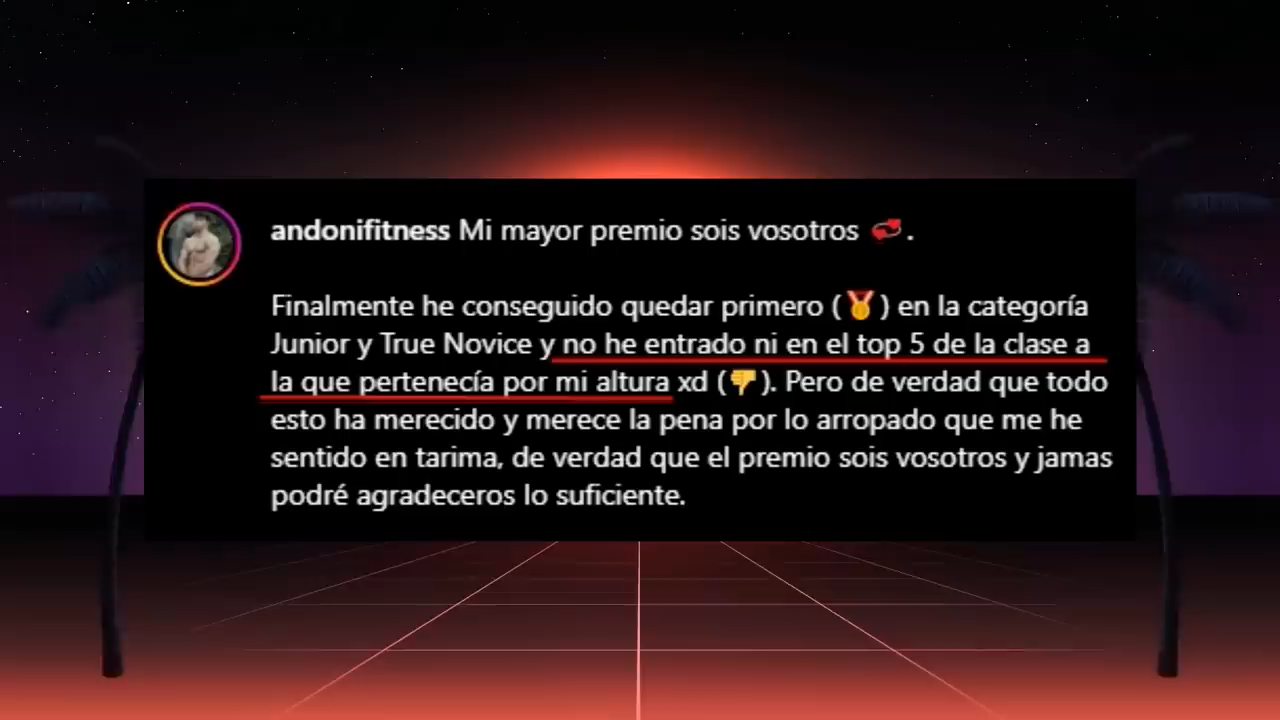 andonifitness Mi mayor premio sois vosotros 💞.
Finalmente he conseguido quedar primero (🏅) en la categoría
Junior y True Novice y no he entrado ni en el top 5 de la clase a
la que pertenecía por mi altura xd (👎). Pero de verdad que todo
esto ha merecido y merece la pena por lo arropado que me he
sentido en tarima, de verdad que el premio sois vosotros y jamas
podré agradeceros lo suficiente.